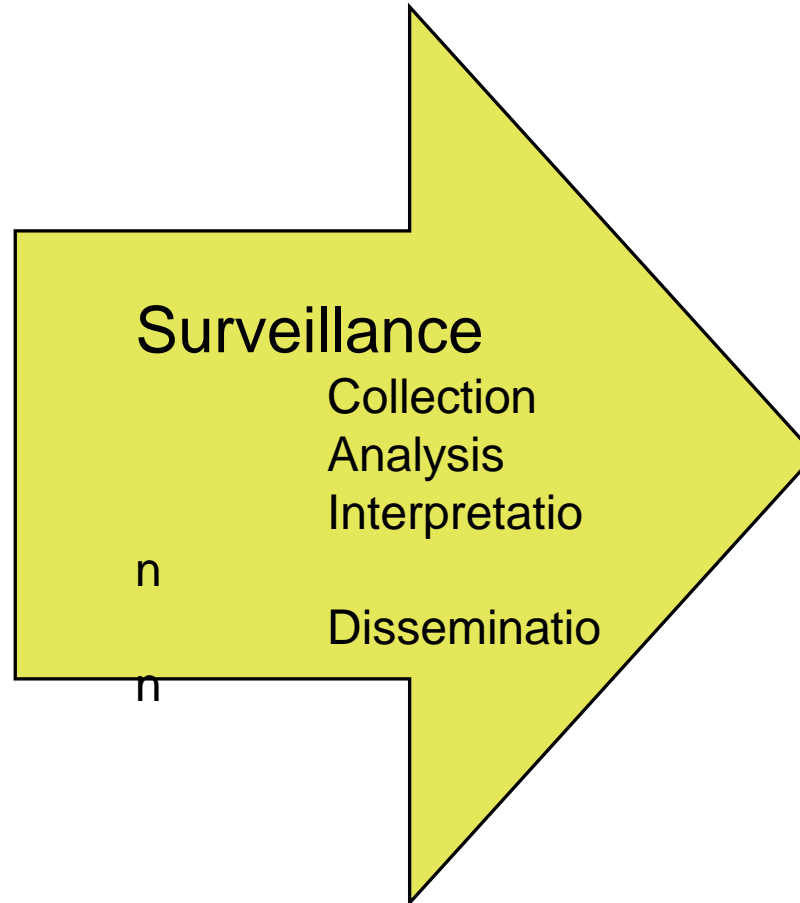 Surveillance
Collection
Analysis
Interpretatio
n
Disseminatio
n